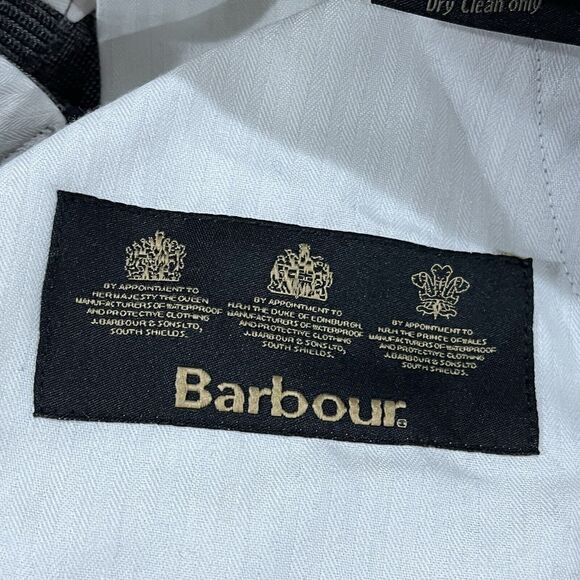 Dry Clean only
BY APPOINTMENT TO
HER MAJESTY THE QUEEN
MANUFACTURERS OF WATERPROOF
AND PROTECTIVE CLOTHING
J.BARBOUR & SONS LTD,
SOUTH SHIELDS.
BY APPOINTMENT TO
H.R.H. THE DUKE OF EDINBURGH
MANUFACTURERS OF WATERPROOF
AND PROTECTIVE CLOTHING
J.BARBOUR & SONS LTD,
SOUTH SHIELDS.
BY APPOINTMENT TO
H.R.H. THE PRINCE OF WALES
MANUFACTURERS OF WATERPROOF
AND PROTECTIVE CLOTHING
J.BARBOUR & SONS LTD
SOUTH SHIELDS.
Barbour